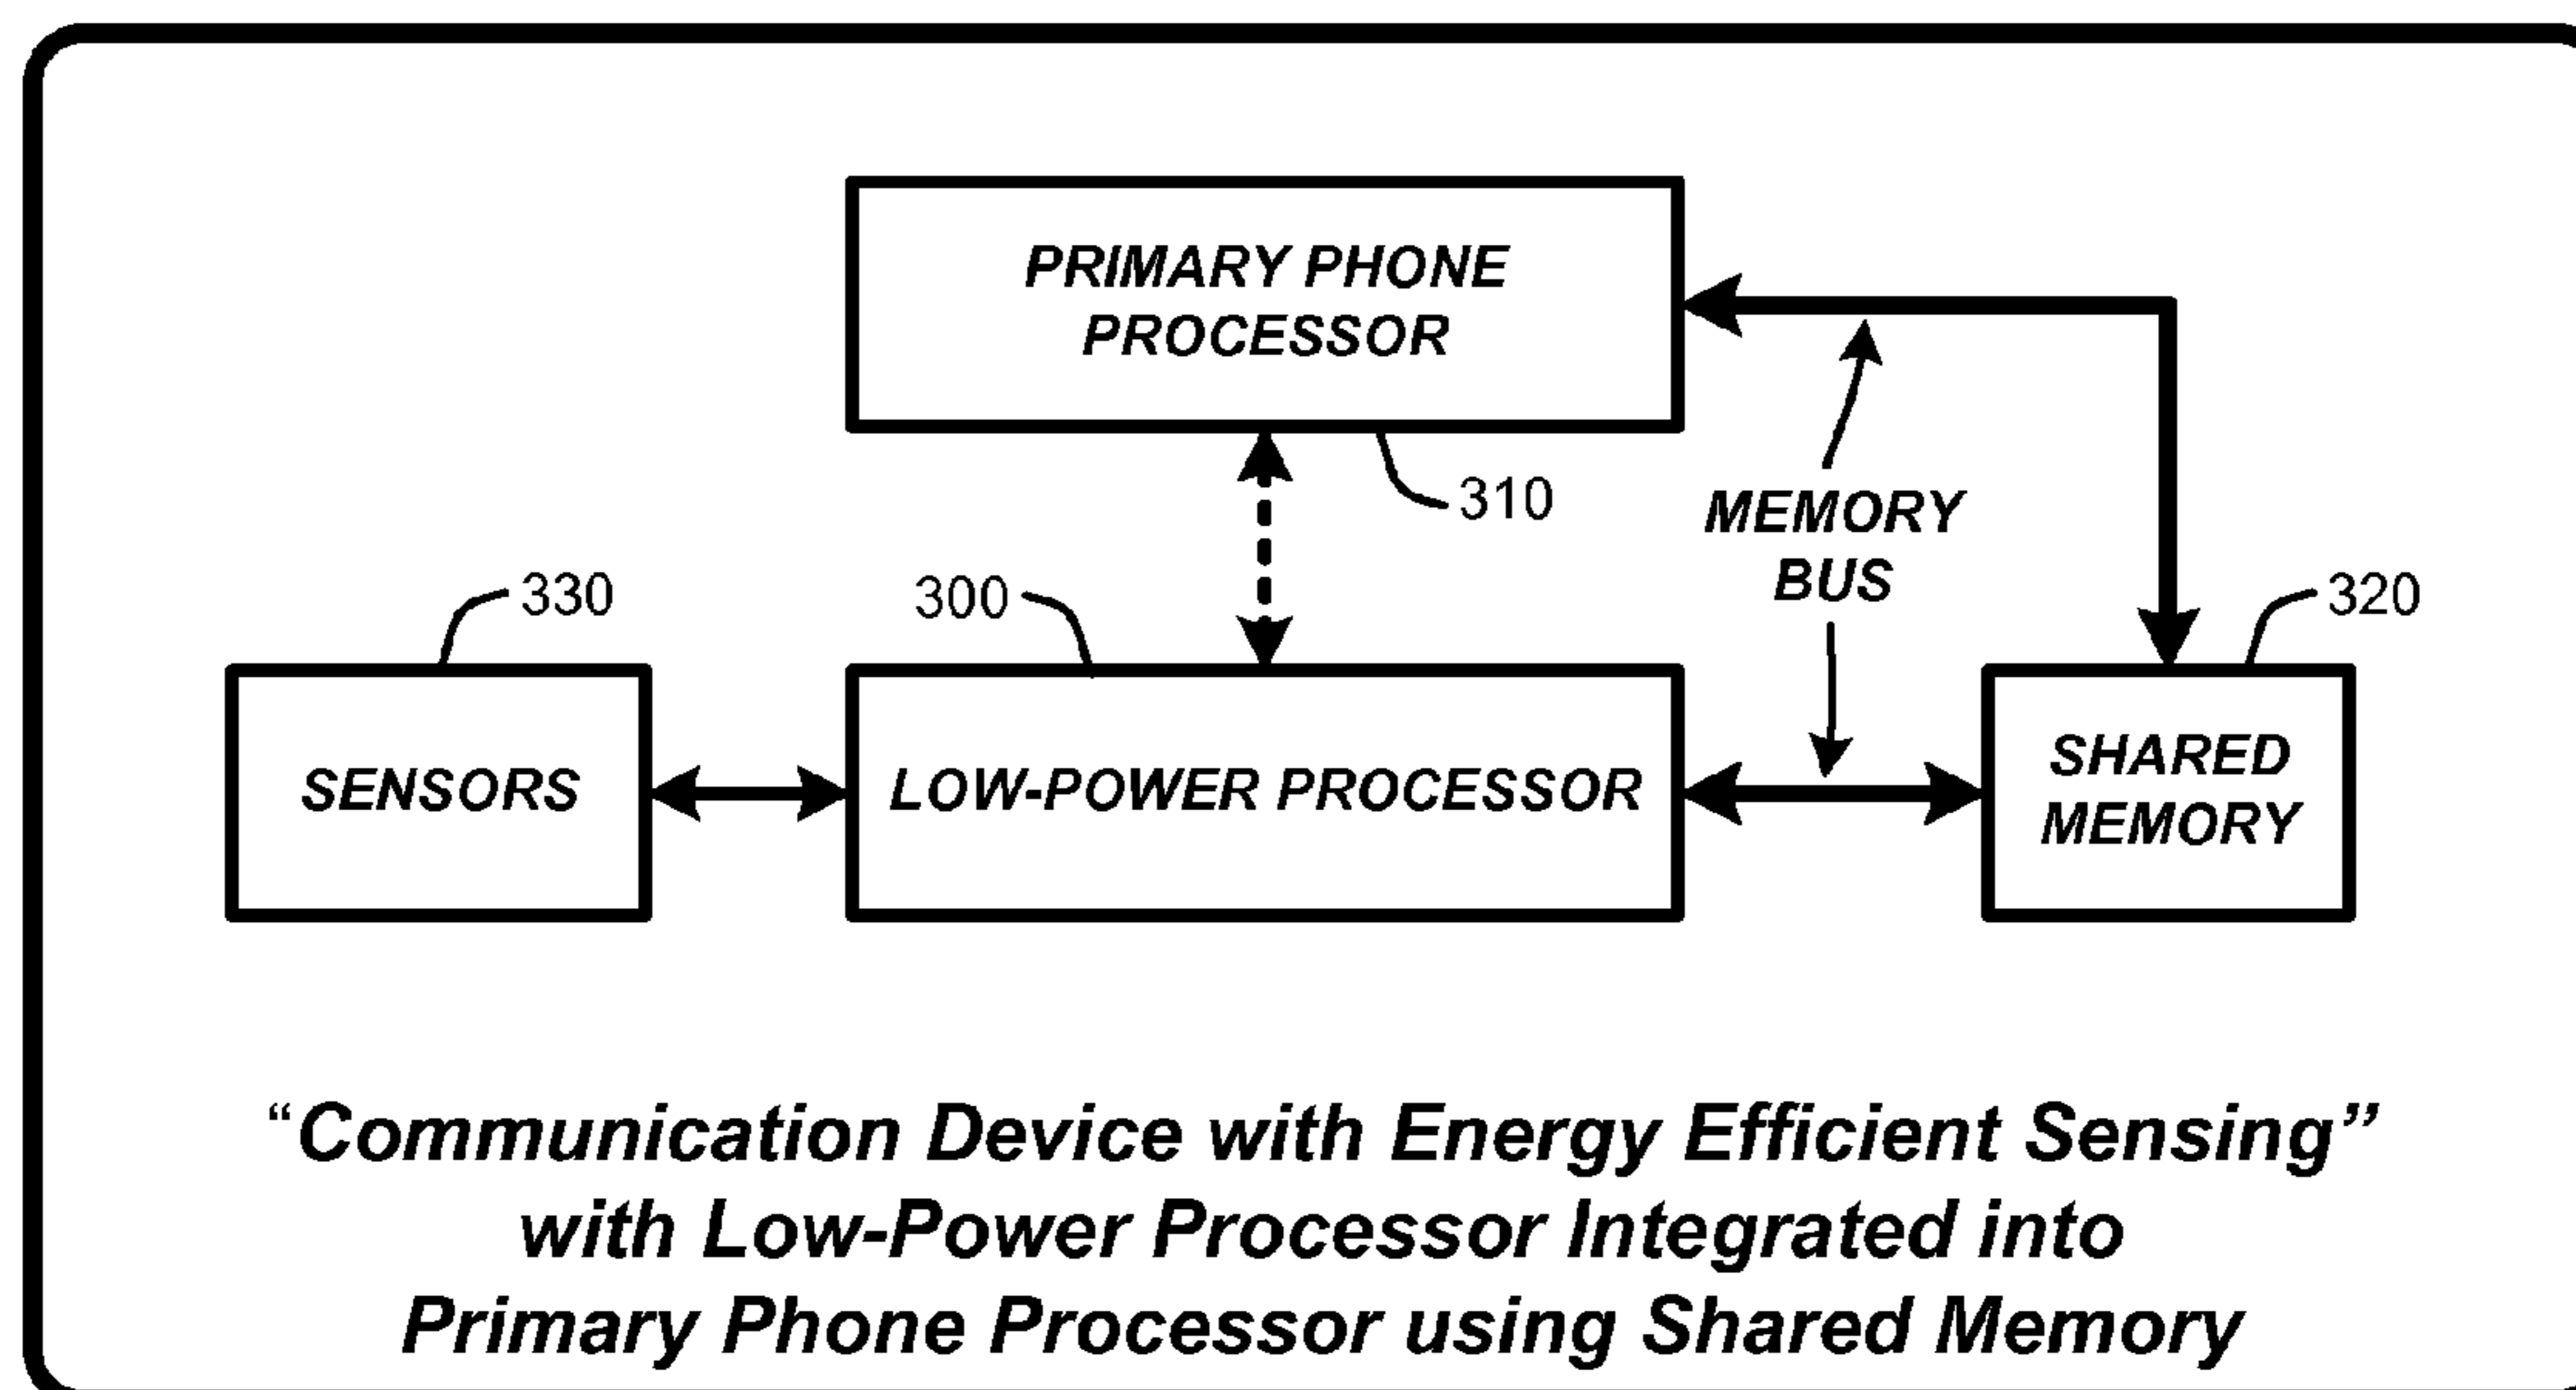 PRIMARY PHONE
PROCESSOR
310
MEMORY
BUS
330
300
320
SENSORS
LOW-POWER PROCESSOR
SHARED
MEMORY
“Communication Device with Energy Efficient Sensing”
with Low-Power Processor Integrated into
Primary Phone Processor using Shared Memory